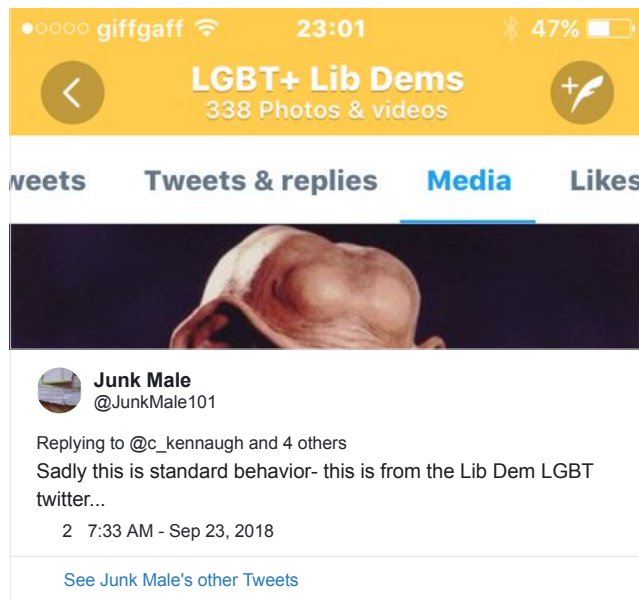 giffgaff 23:01 47%
LGBT+ Lib Dems
338 Photos & videos
weets Tweets & replies Media Likes
Junk Male
@JunkMale101
Replying to @c_kennaugh and 4 others
Sadly this is standard behavior- this is from the Lib Dem LGBT
twitter...
2 7:33 AM - Sep 23, 2018
See Junk Male's other Tweets